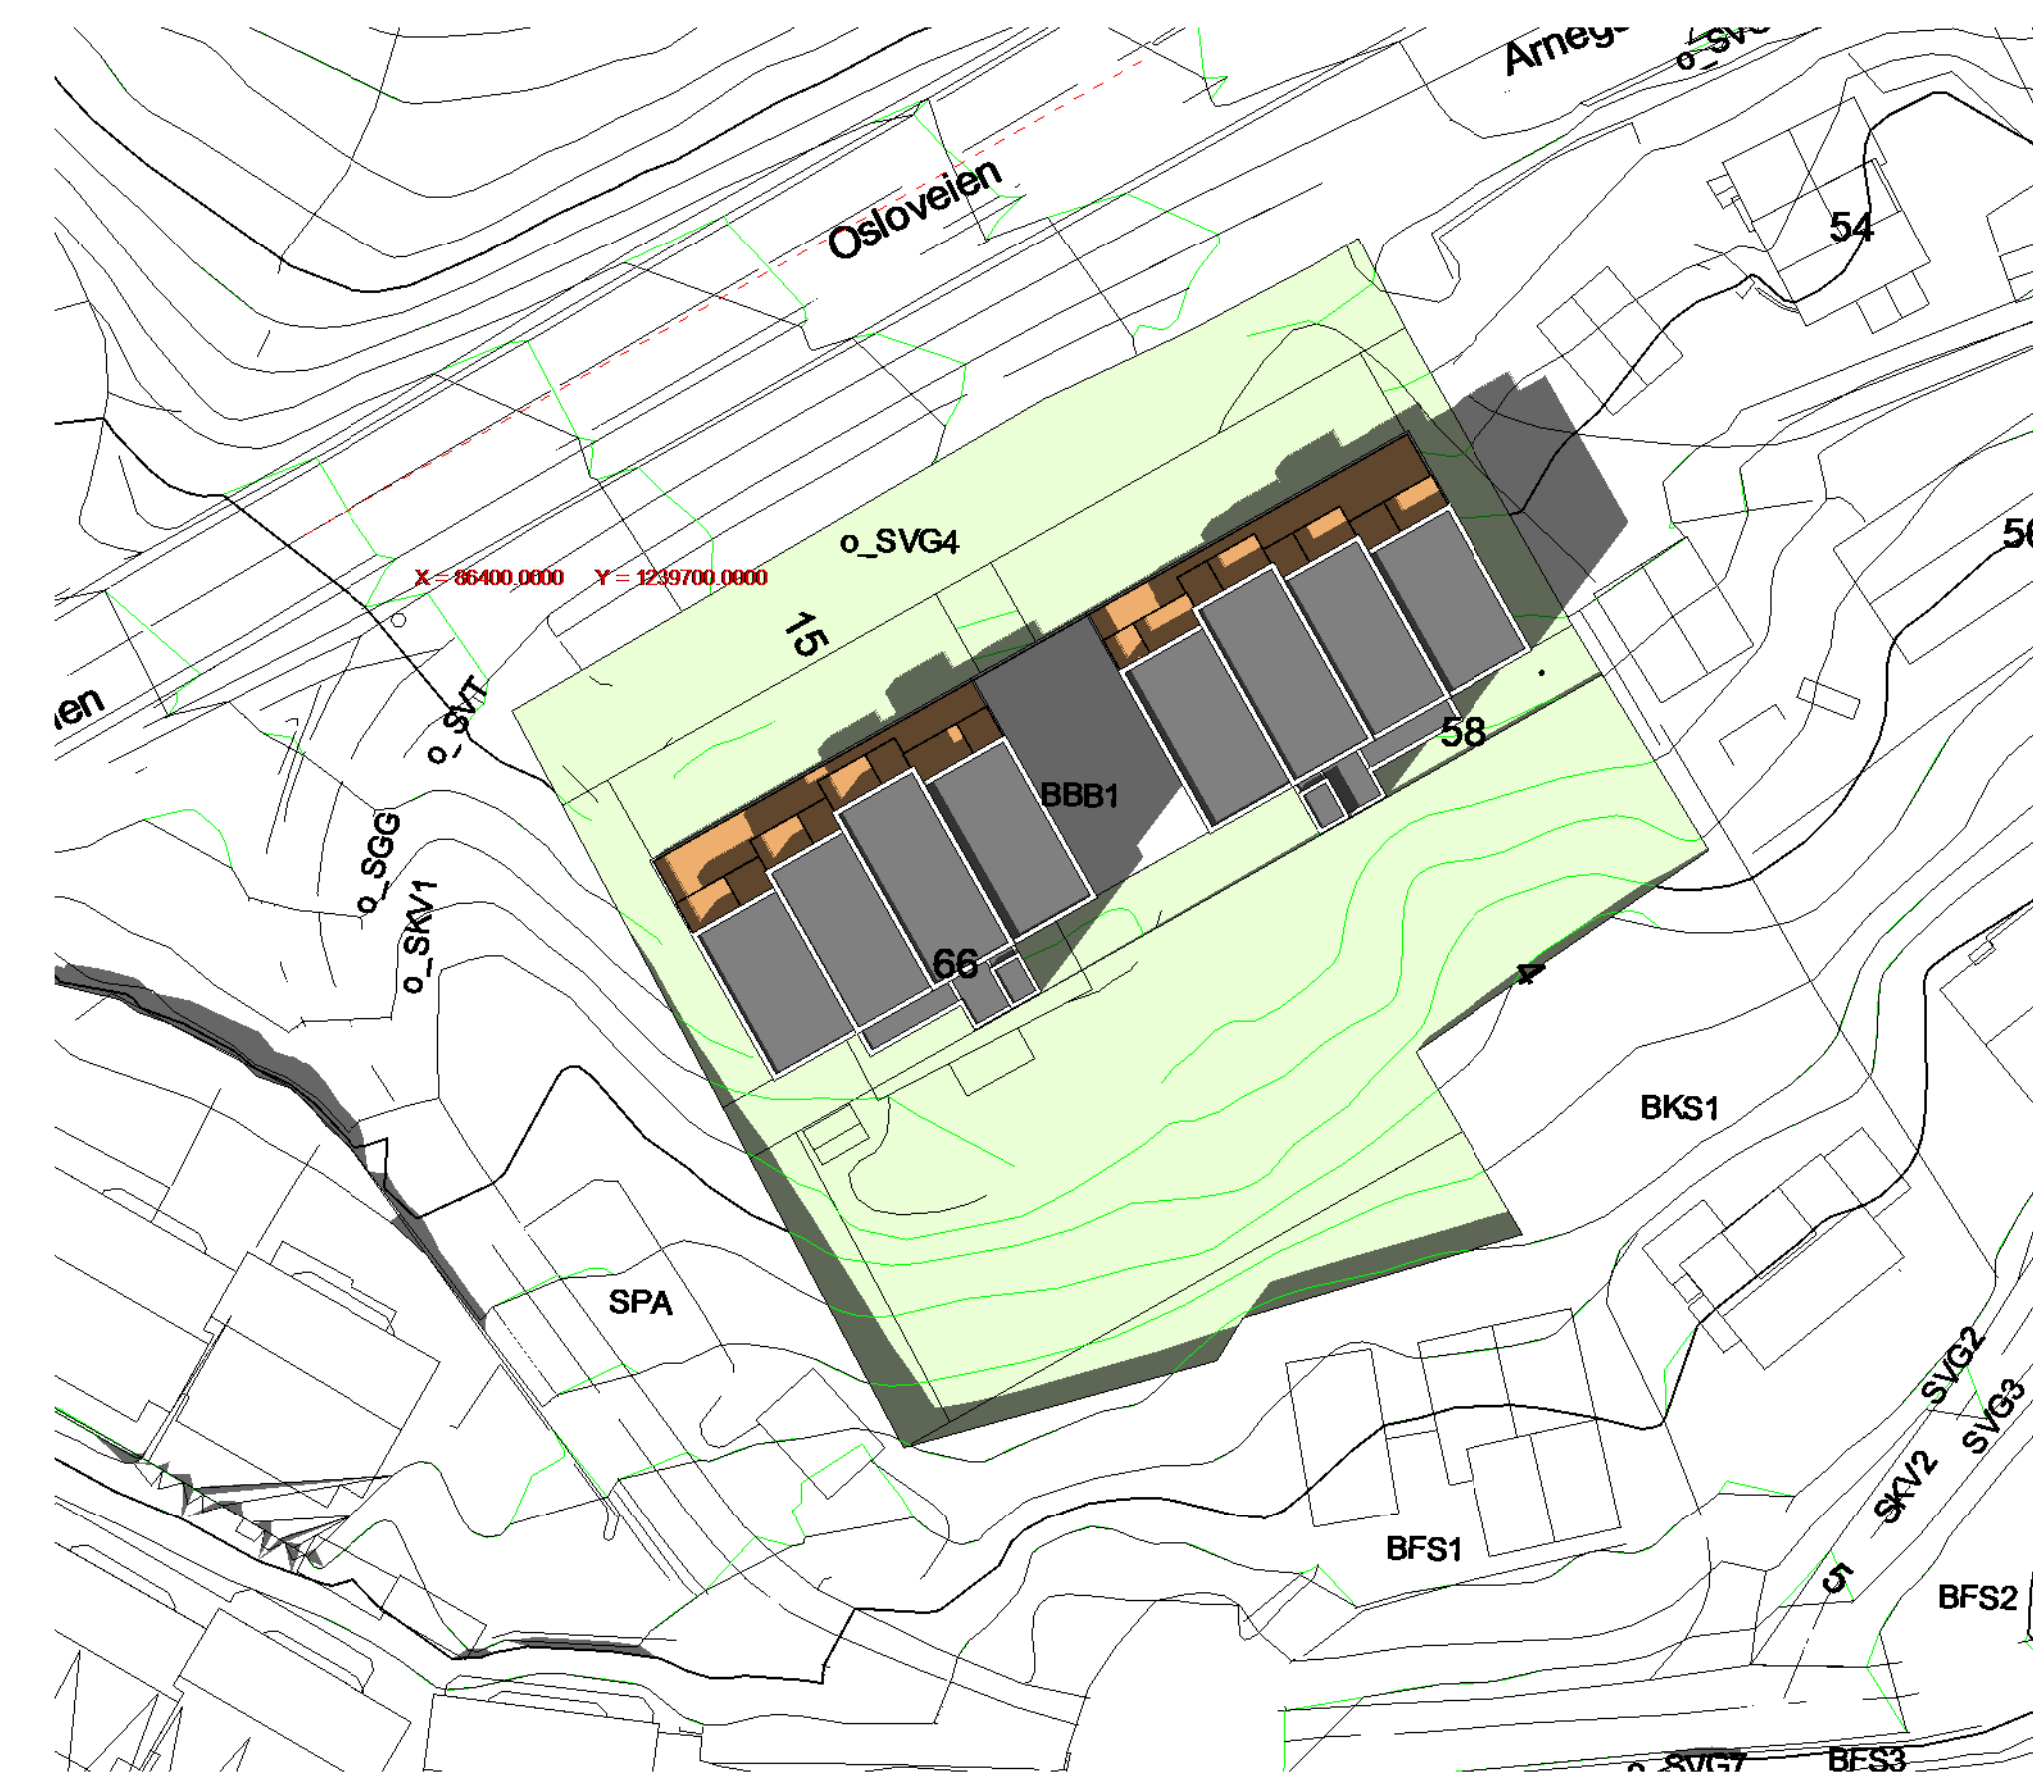 Osloveien
54
o_SVG4
X = 86400.0000 Y = 1239700.0000
15
o_SVT
58
BBB1
o_SGG
o_SKV1
66
4
BKS1
SPA
SVG2
SVG3
SKV2
BFS1
5
BFS2
BFS3